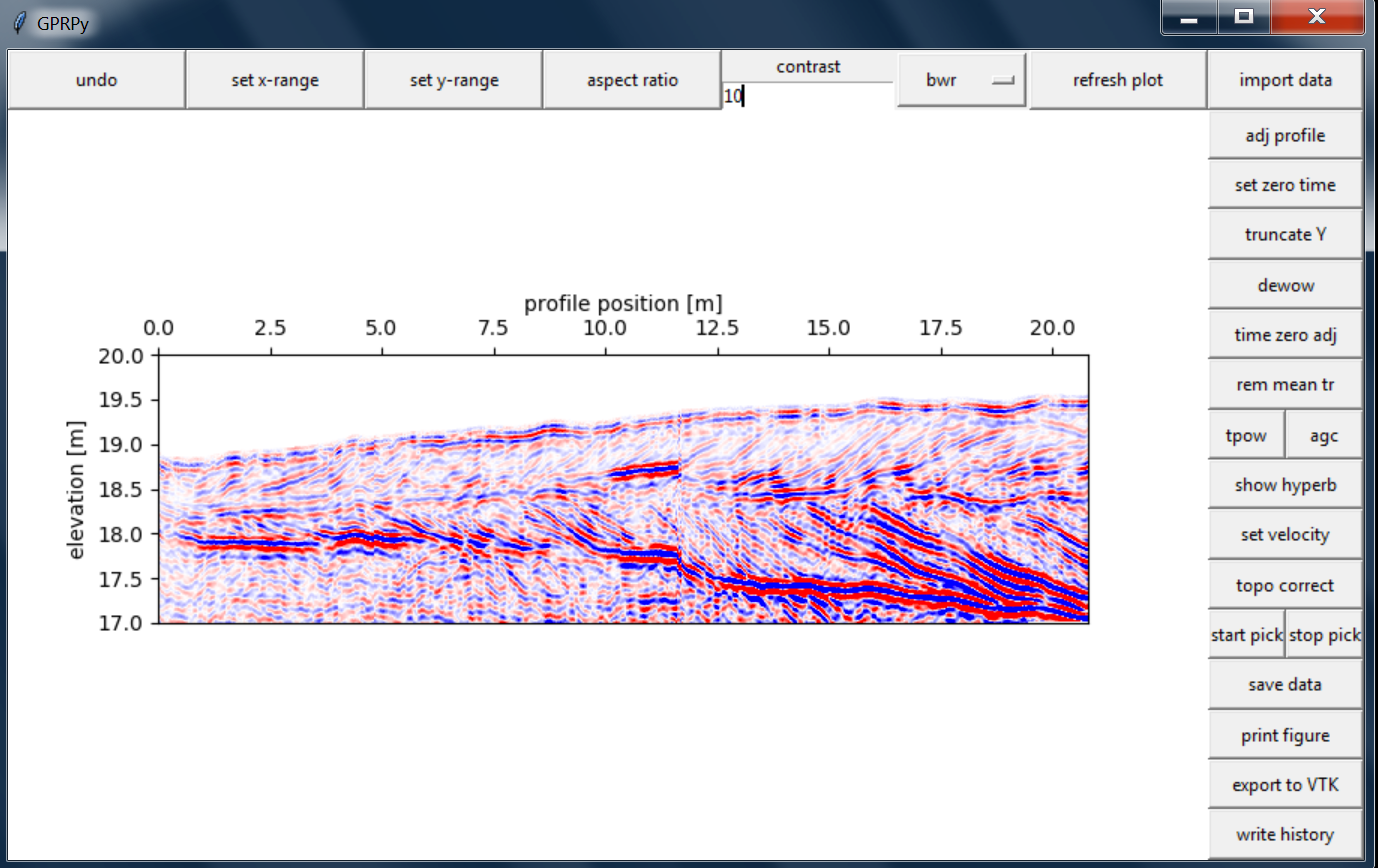 GPRPy
undo set x-range set y-range aspect ratio contrast bwr refresh plot import data
10
adj profile
set zero time
truncate Y
dewow
time zero adj
rem mean tr
tpow agc
show hyperb
set velocity
topo correct
start pick stop pick
save data
print figure
export to VTK
write history
profile position [m]
0.0 2.5 5.0 7.5 10.0 12.5 15.0 17.5 20.0
elevation [m]
20.0
19.5
19.0
18.5
18.0
17.5
17.0